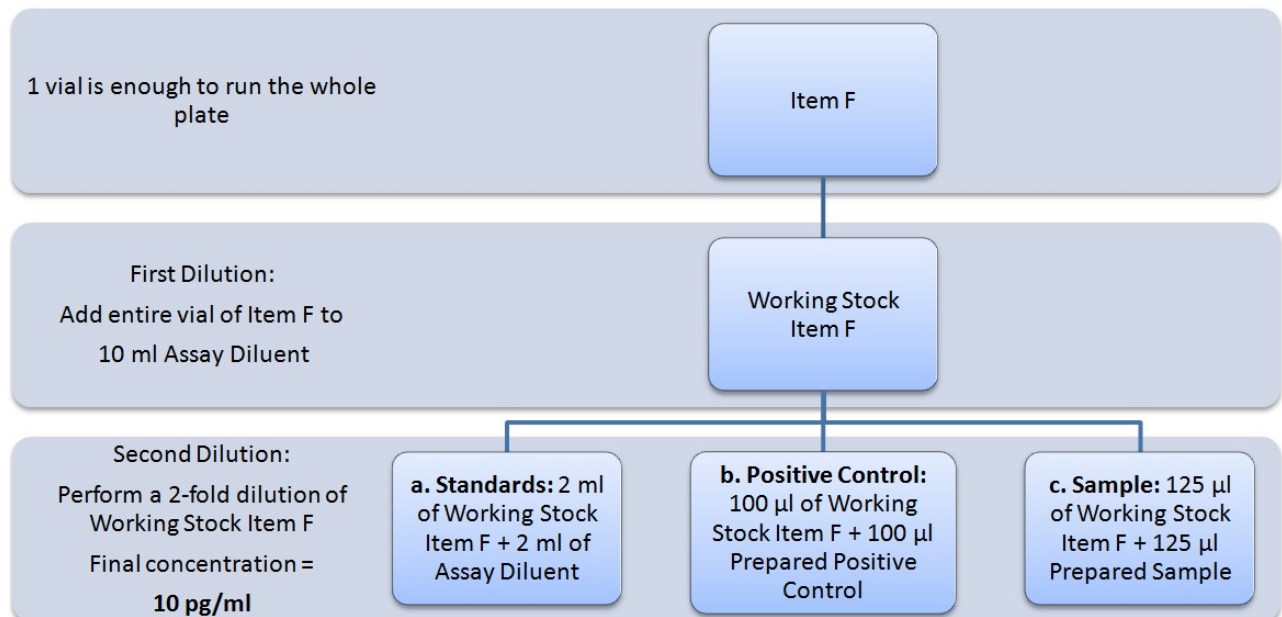 1 vial is enough to run the whole
plate
Item F
First Dilution:
Add entire vial of Item F to
10 ml Assay Diluent
Working Stock
Item F
Second Dilution:
Perform a 2-fold dilution of
Working Stock Item F
Final concentration =
10 pg/ml
a. Standards: 2 ml
of Working Stock
Item F + 2 ml of
Assay Diluent
b. Positive Control:
100 µl of Working
Stock Item F + 100 µl
Prepared Positive
Control
c. Sample: 125 µl
of Working Stock
Item F + 125 µl
Prepared Sample